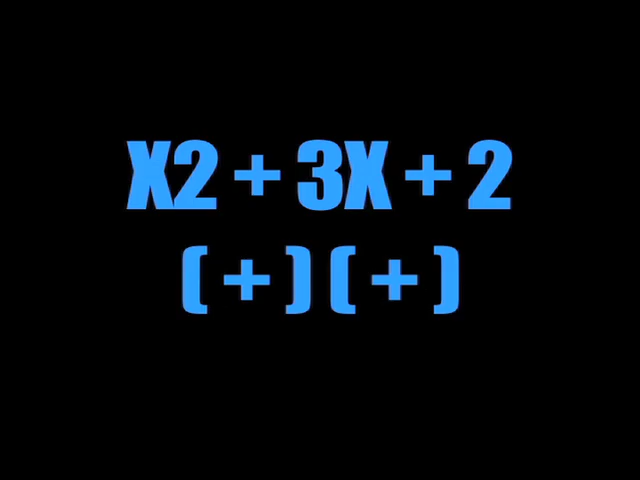 X2 + 3X + 2
( + ) ( + )